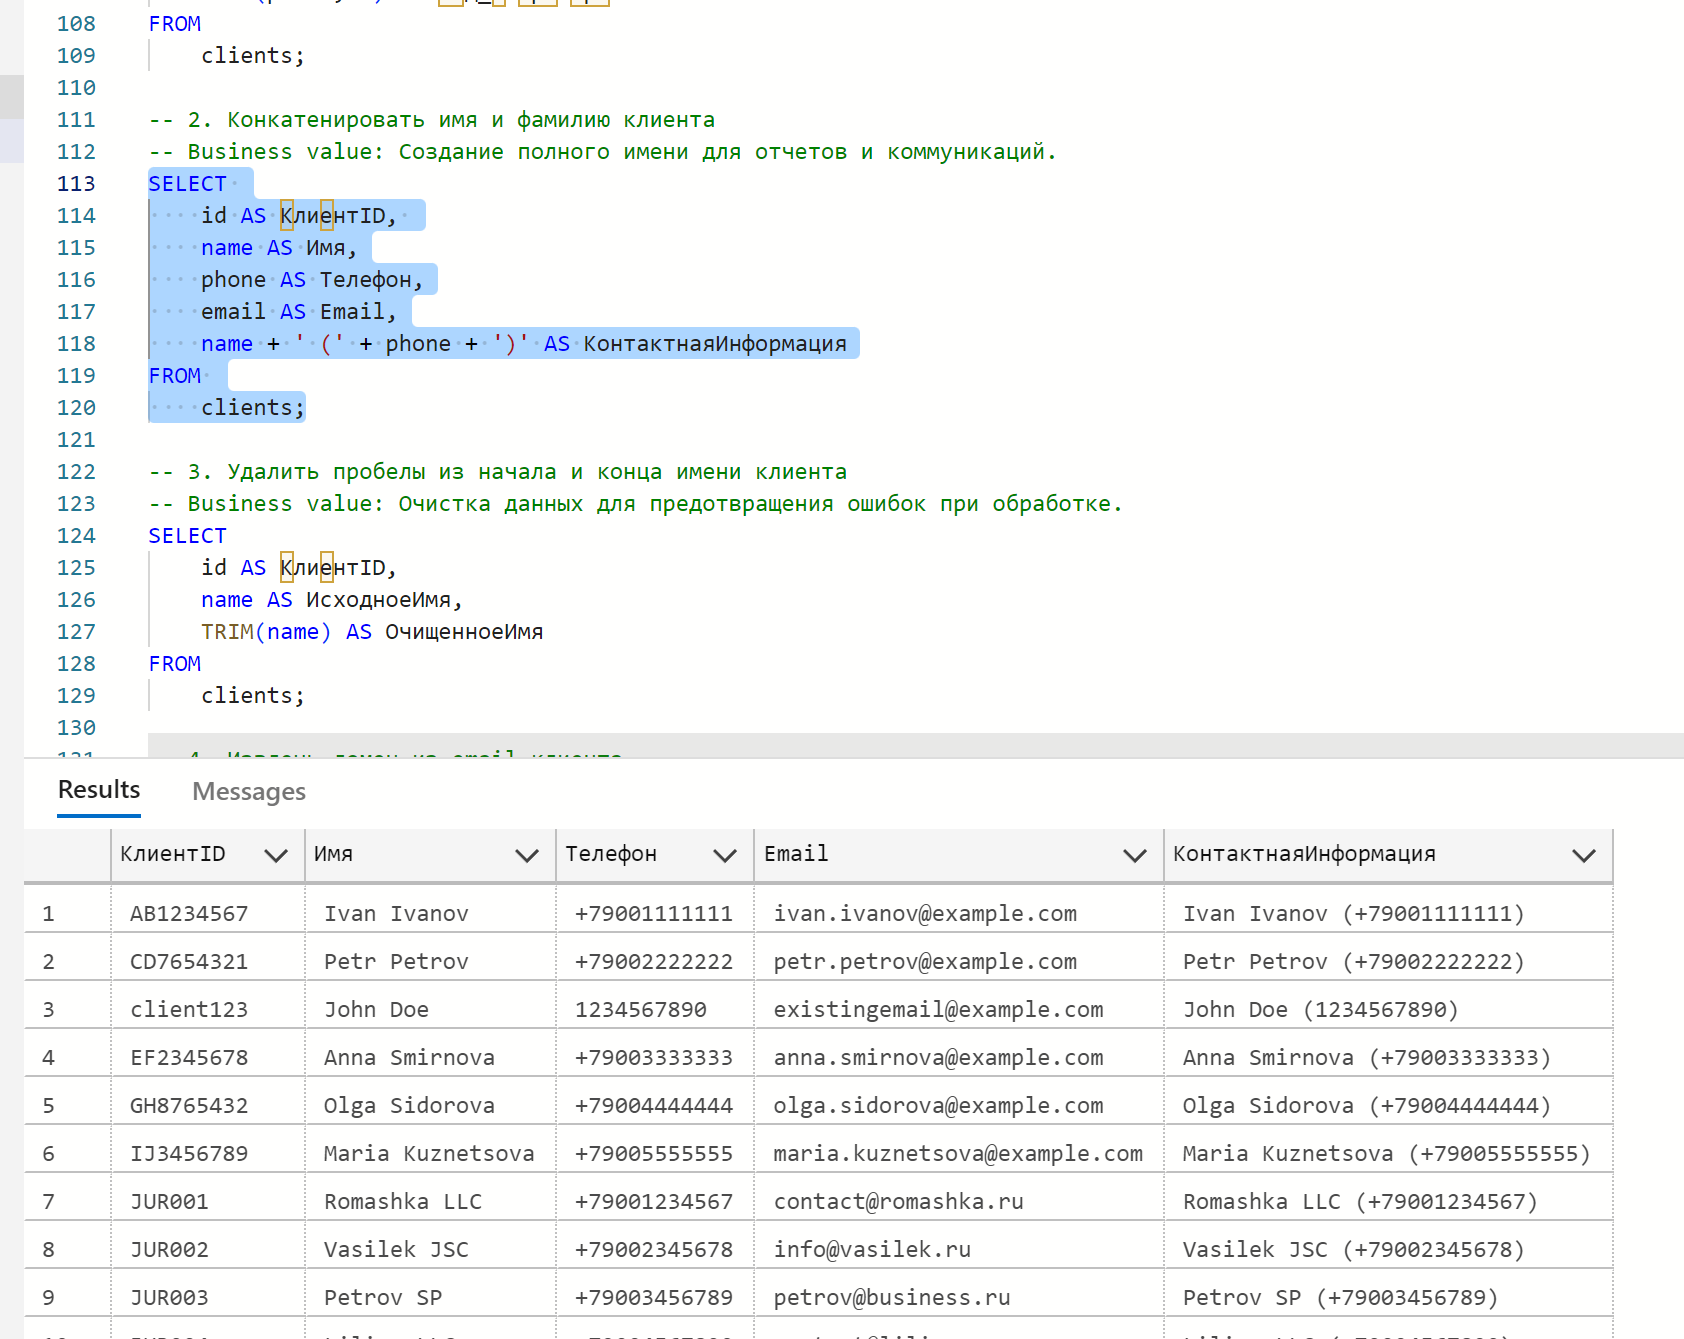 108 FROM
109 clients;
110
111 -- 2. Конкатенировать имя и фамилию клиента
112 -- Business value: Создание полного имени для отчетов и коммуникаций.
113 SELECT
114 id AS КлиентID,
115 name AS Имя,
116 phone AS Телефон,
117 email AS Email,
118 name + ' (' + phone + ')' AS КонтактнаяИнформация
119 FROM
120 clients;
121
122 -- 3. Удалить пробелы из начала и конца имени клиента
123 -- Business value: Очистка данных для предотвращения ошибок при обработке.
124 SELECT
125 id AS КлиентID,
126 name AS ИсходноеИмя,
127 TRIM(name) AS ОчищенноеИмя
128 FROM
129 clients;
130
Results Messages
КлиентID Имя Телефон Email КонтактнаяИнформация
1 AB1234567 Ivan Ivanov +79001111111 ivan.ivanov@example.com Ivan Ivanov (+79001111111)
2 CD7654321 Petr Petrov +79002222222 petr.petrov@example.com Petr Petrov (+79002222222)
3 client123 John Doe 1234567890 existingemail@example.com John Doe (1234567890)
4 EF2345678 Anna Smirnova +79003333333 anna.smirnova@example.com Anna Smirnova (+79003333333)
5 GH8765432 Olga Sidorova +79004444444 olga.sidorova@example.com Olga Sidorova (+79004444444)
6 IJ3456789 Maria Kuznetsova +79005555555 maria.kuznetsova@example.com Maria Kuznetsova (+79005555555)
7 JUR001 Romashka LLC +79001234567 contact@romashka.ru Romashka LLC (+79001234567)
8 JUR002 Vasilek JSC +79002345678 info@vasilek.ru Vasilek JSC (+79002345678)
9 JUR003 Petrov SP +79003456789 petrov@business.ru Petrov SP (+79003456789)